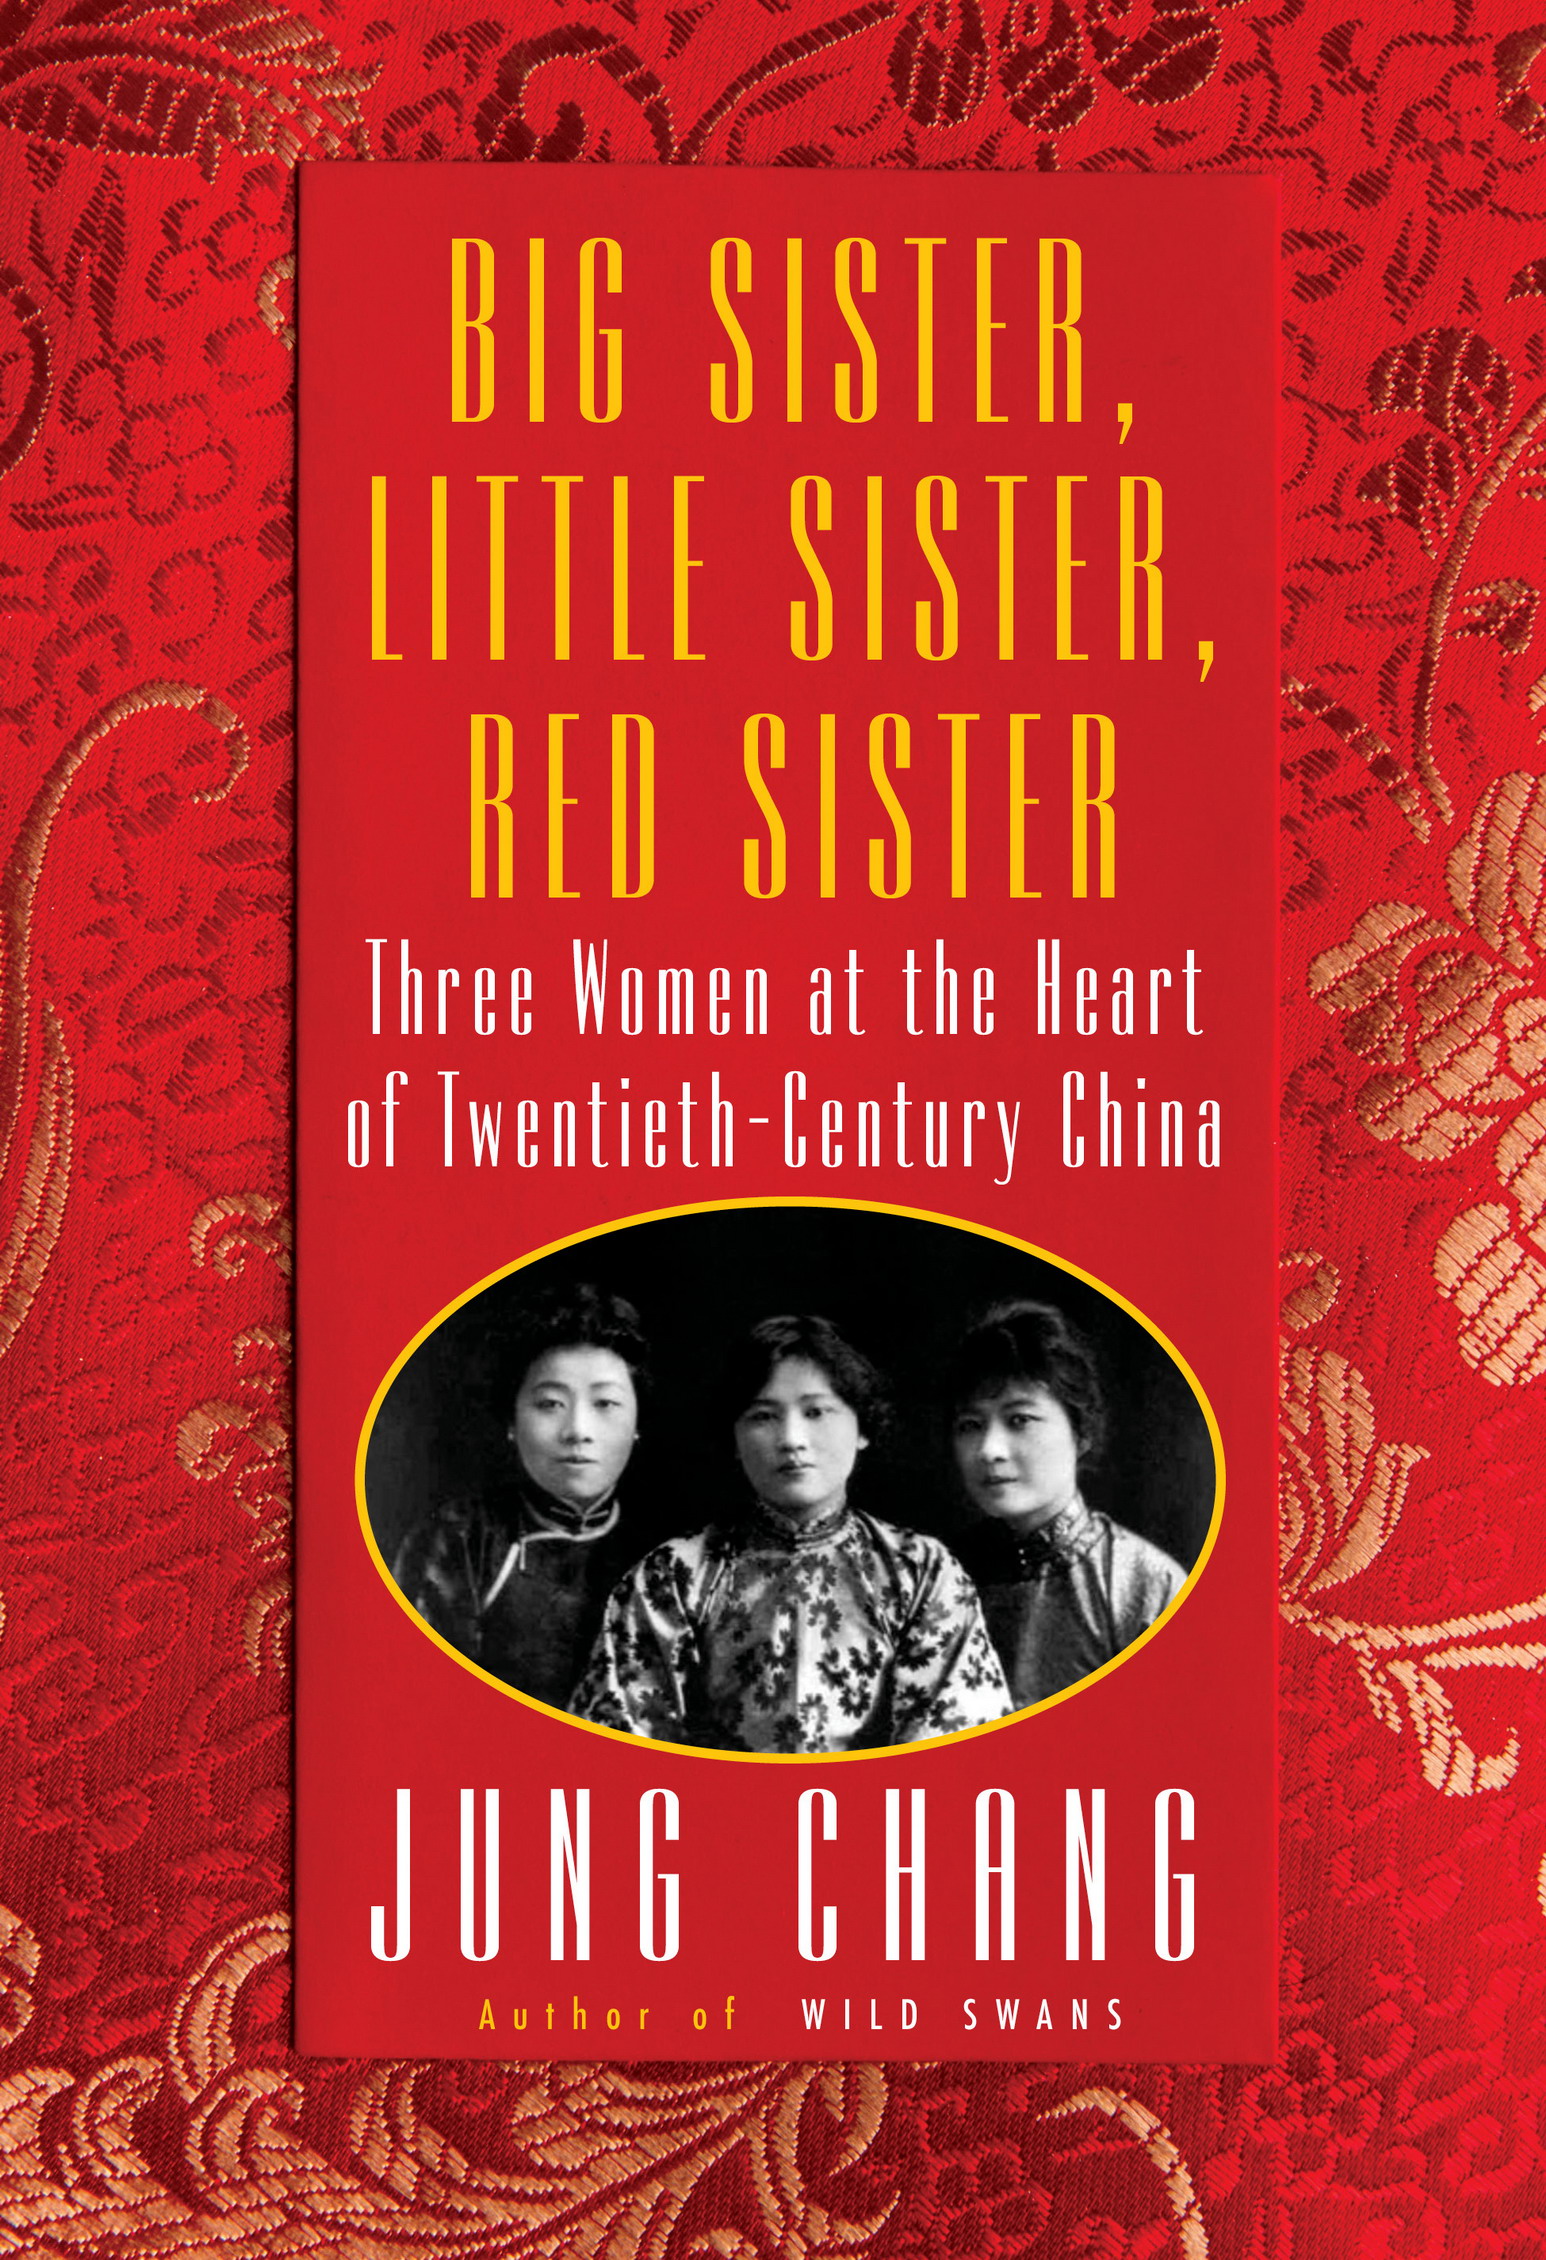 BIG SISTER,
LITTLE SISTER,
RED SISTER
Three Women at the Heart
of Twentieth-Century China
JUNG CHANG
Author of WILD SWANS